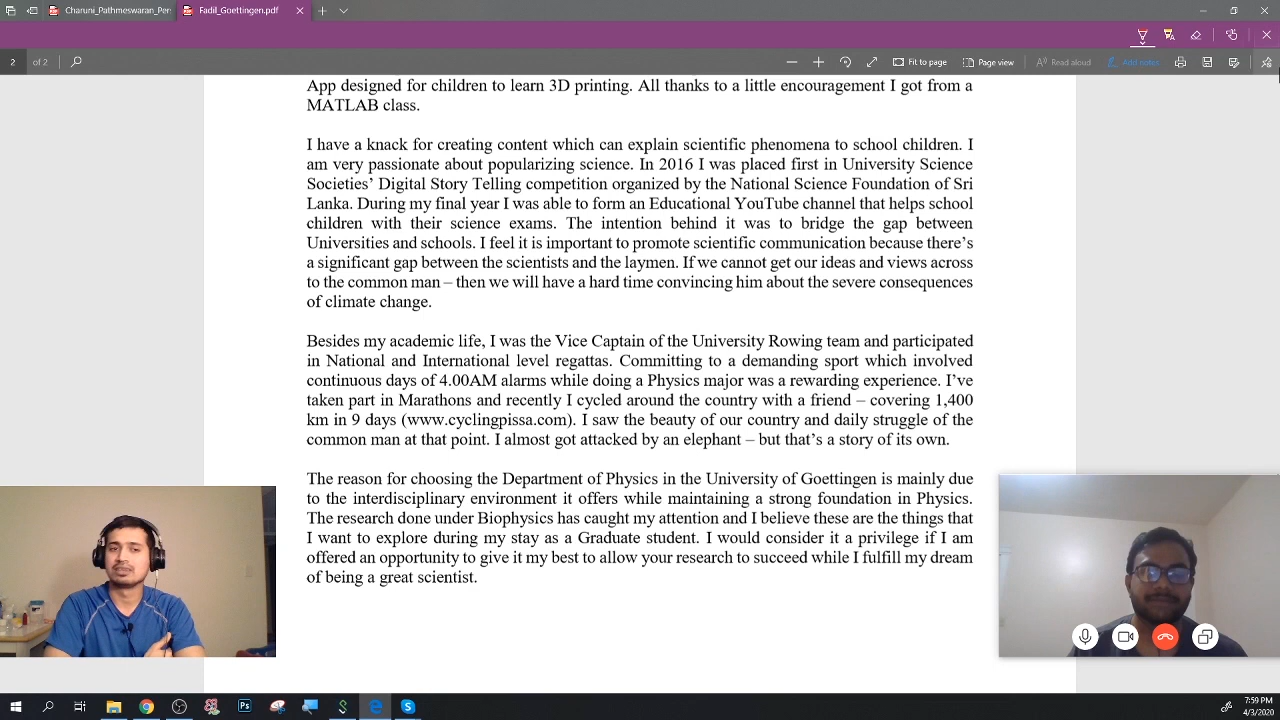 Charuni_Pathmeswaran_Per
Fadil_Goettingen.pdf
2 of 2
Fit to page
Page view
Read aloud
Add notes
App designed for children to learn 3D printing. All thanks to a little encouragement I got from a
MATLAB class.
I have a knack for creating content which can explain scientific phenomena to school children. I
am very passionate about popularizing science. In 2016 I was placed first in University Science
Societies’ Digital Story Telling competition organized by the National Science Foundation of Sri
Lanka. During my final year I was able to form an Educational YouTube channel that helps school
children with their science exams. The intention behind it was to bridge the gap between
Universities and schools. I feel it is important to promote scientific communication because there’s
a significant gap between the scientists and the laymen. If we cannot get our ideas and views across
to the common man – then we will have a hard time convincing him about the severe consequences
of climate change.
Besides my academic life, I was the Vice Captain of the University Rowing team and participated
in National and International level regattas. Committing to a demanding sport which involved
continuous days of 4.00AM alarms while doing a Physics major was a rewarding experience. I’ve
taken part in Marathons and recently I cycled around the country with a friend – covering 1,400
km in 9 days (www.cyclingpissa.com). I saw the beauty of our country and daily struggle of the
common man at that point. I almost got attacked by an elephant – but that’s a story of its own.
The reason for choosing the Department of Physics in the University of Goettingen is mainly due
to the interdisciplinary environment it offers while maintaining a strong foundation in Physics.
The research done under Biophysics has caught my attention and I believe these are the things that
I want to explore during my stay as a Graduate student. I would consider it a privilege if I am
offered an opportunity to give it my best to allow your research to succeed while I fulfill my dream
of being a great scientist.
Ps
7:59 PM
4/3/2020